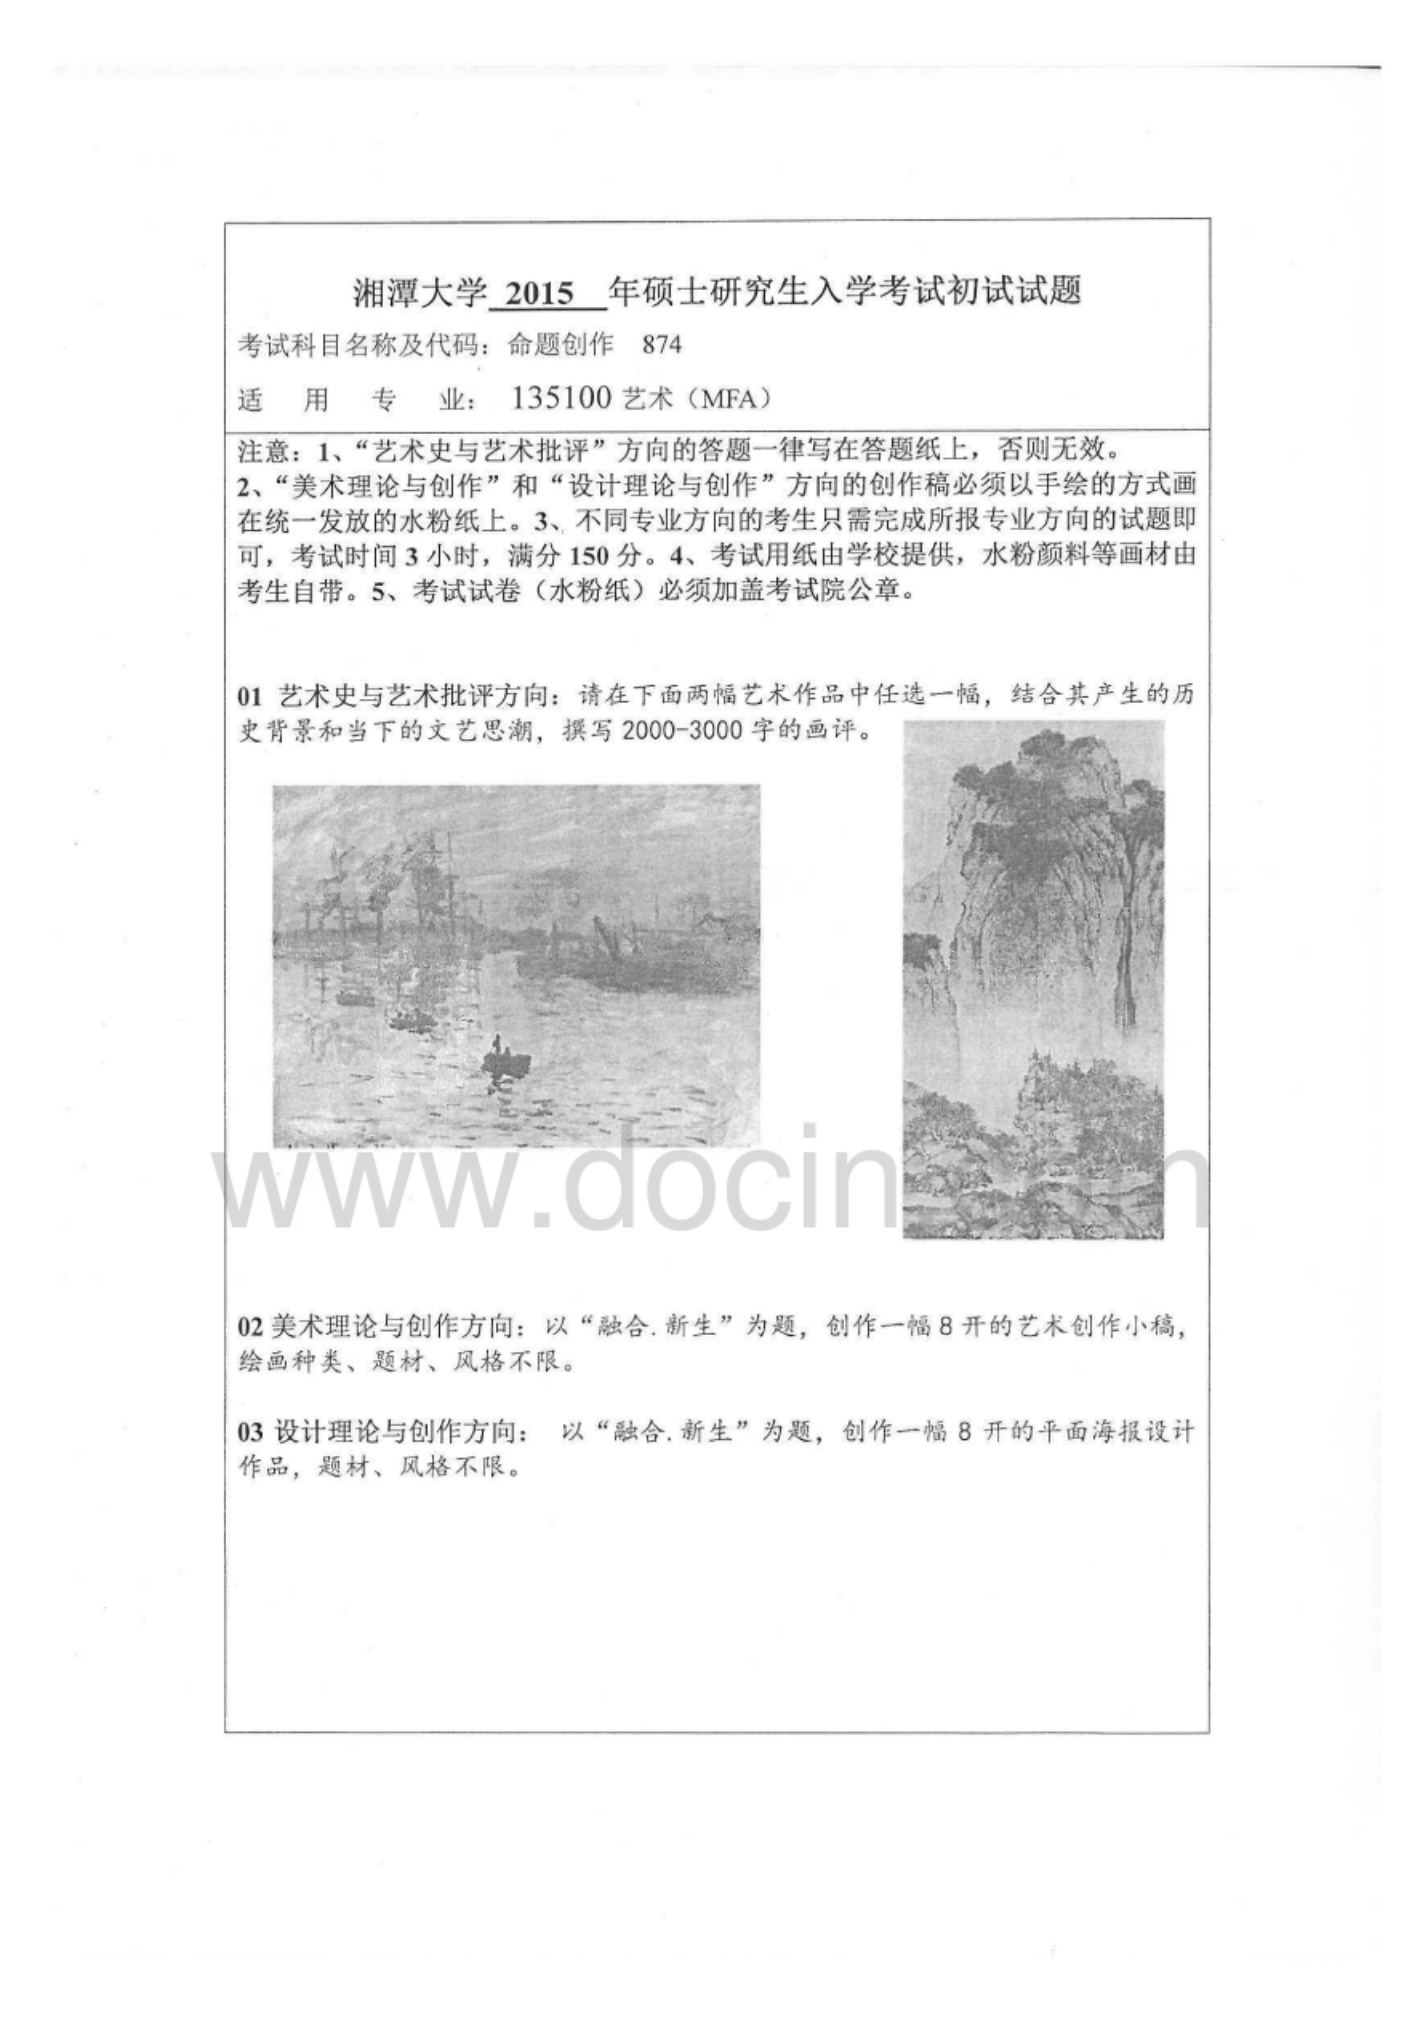 湘潭大学 2015 年硕士研究生入学考试初试试题
考试科目名称及代码：命题创作 874
适 用 专 业： 135100 艺术（MFA）
注意：1、“艺术史与艺术批评”方向的答题一律写在答题纸上，否则无效。
2、“美术理论与创作”和“设计理论与创作”方向的创作稿必须以手绘的方式画
在统一发放的水粉纸上。3、不同专业方向的考生只需完成所报专业方向的试题即
可，考试时间 3 小时，满分 150 分。4、考试用纸由学校提供，水粉颜料等画材由
考生自带。5、考试试卷（水粉纸）必须加盖考试院公章。
01 艺术史与艺术批评方向：请在下面两幅艺术作品中任选一幅，结合其产生的历
史背景和当下的文艺思潮，撰写 2000-3000 字的画评。
www.docin
m
02 美术理论与创作方向：以“融合.新生”为题，创作一幅 8 开的艺术创作小稿，
绘画种类、题材、风格不限。
03 设计理论与创作方向： 以“融合.新生”为题，创作一幅 8 开的平面海报设计
作品，题材、风格不限。